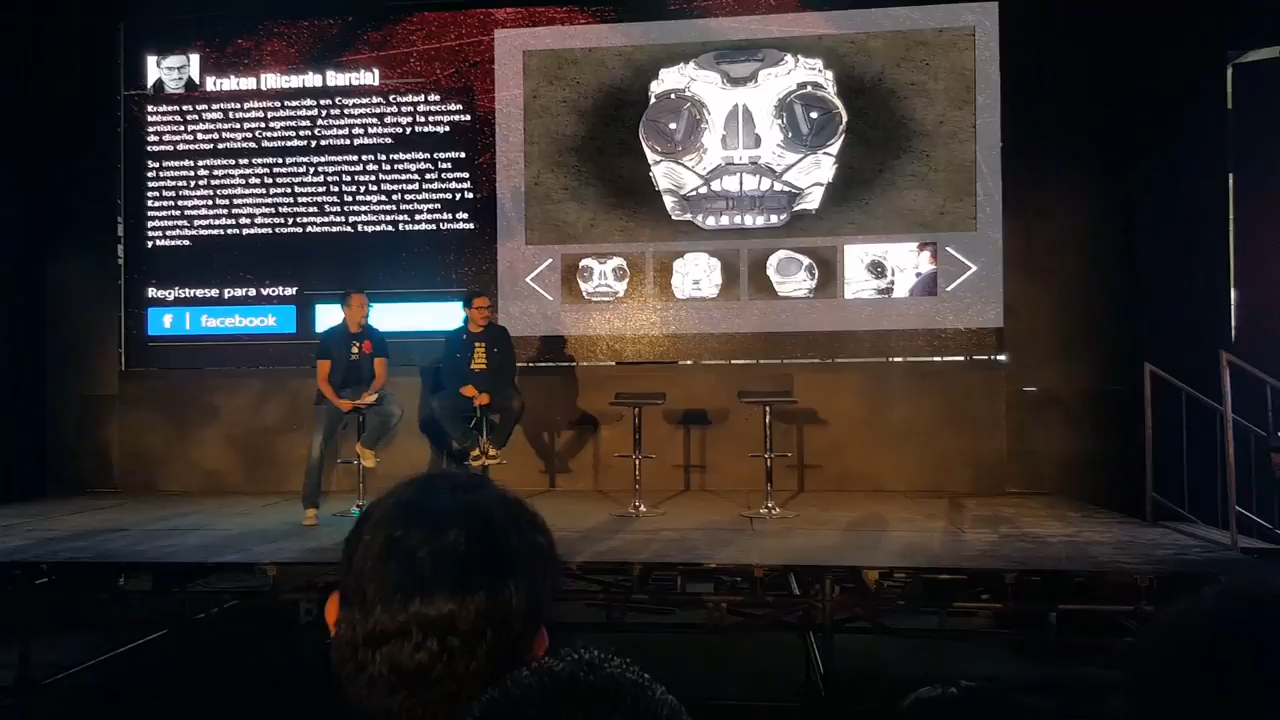 Kraken (Ricardo García)
Kraken es un artista plástico nacido en Coyoacán, Ciudad de
México, en 1980. Estudió publicidad y se especializó en dirección
artística publicitaria para agencias. Actualmente, dirige la empresa
de diseño Buró Negro Creativo en Ciudad de México y trabaja
como director artístico, ilustrador y artista plástico.
Su interés artístico se centra principalmente en la rebelión contra
el sistema de apropiación mental y espiritual de la religión, las
sombras y el sentido de la oscuridad en la raza humana, así como
en los rituales cotidianos para buscar la luz y la libertad individual.
Karen explora los sentimientos secretos, la magia, el ocultismo y la
muerte mediante múltiples técnicas. Sus creaciones incluyen
pósteres, portadas de discos y campañas publicitarias, además de
sus exhibiciones en países como Alemania, España, Estados Unidos
y México.
Regístrese para votar
f | facebook